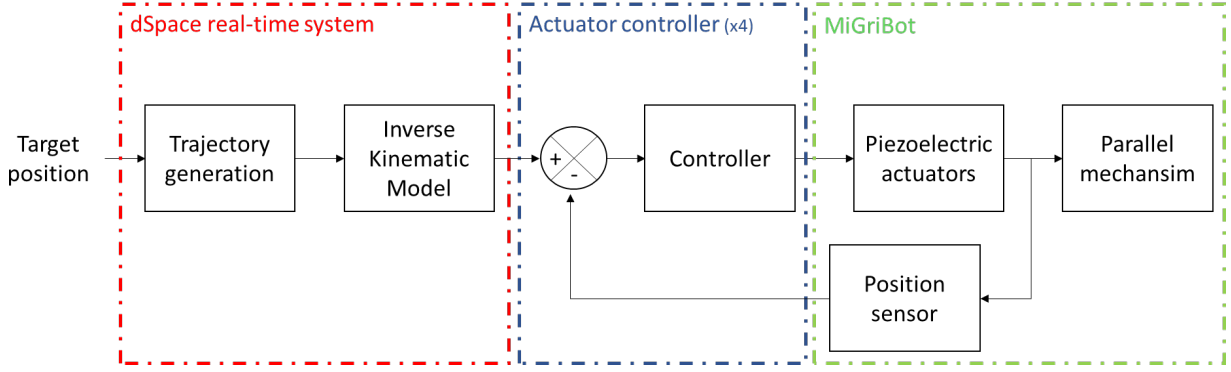 dSpace real-time system
Actuator controller (x4)
MiGriBot
Target
position
Trajectory
generation
Inverse
Kinematic
Model
+
-
Controller
Piezoelectric
actuators
Parallel
mechansim
Position
sensor